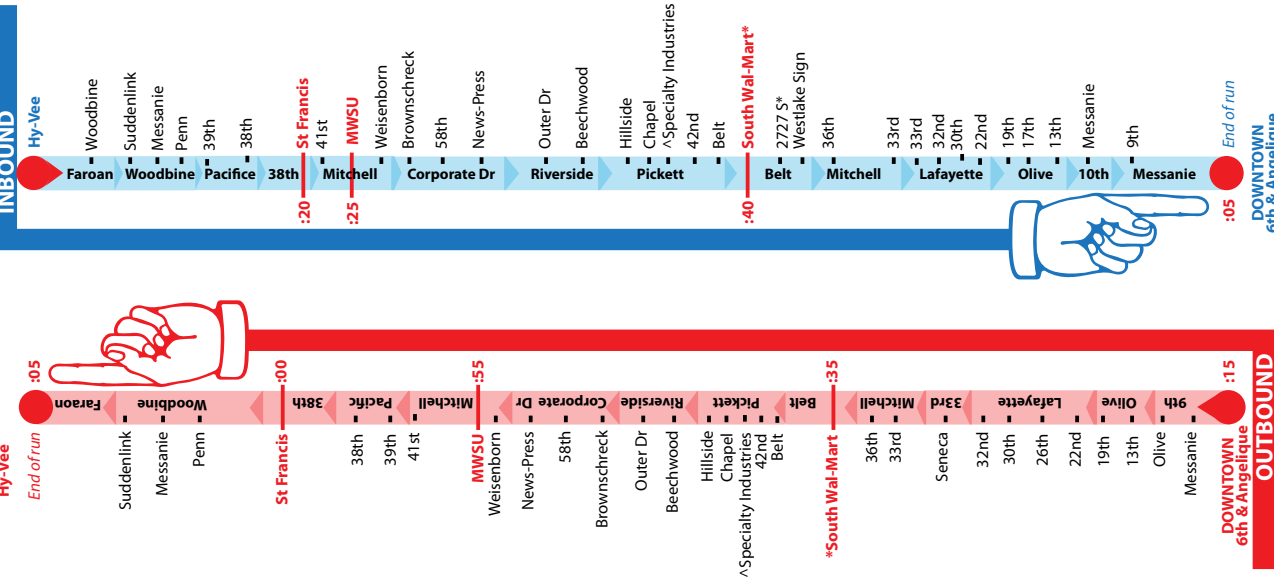 INBOUND
Hy-Vee
Woodbine
Suddenlink
Messanie
Penn
39th
38th
St Francis
41st
MWSU
Weisenborn
Brownschreck
58th
News-Press
Outer Dr
Beechwood
Hillside
Chapel
^Specialty Industries
42nd
Belt
South Wal-Mart*
2727 S*
Westlake Sign
36th
33rd
33rd
32nd
30th
22nd
19th
17th
13th
Messanie
9th
End of run
DOWNTOWN
6th & Angelique
Faroan
Woodbine
Pacifice
38th
Mitchell
Corporate Dr
Riverside
Pickett
Belt
Mitchell
Lafayette
Olive
10th
Messanie
:20
:25
:40
:05
:05
:00
:55
:35
:15
Faraon
Woodbine
38th
Pacific
Mitchell
Corporate Dr
Riverside
Pickett
Belt
Mitchell
33rd
Lafayette
Olive
9th
Hy-Vee
End of run
Suddenlink
Messanie
Penn
St Francis
38th
39th
41st
MWSU
Weisenborn
News-Press
58th
Brownschreck
Outer Dr
Beechwood
Hillside
Chapel
^Specialty Industries
42nd
Belt
*South Wal-Mart
36th
33rd
Seneca
32nd
30th
26th
22nd
19th
13th
Olive
Messanie
DOWNTOWN
6th & Angelique
OUTBOUND